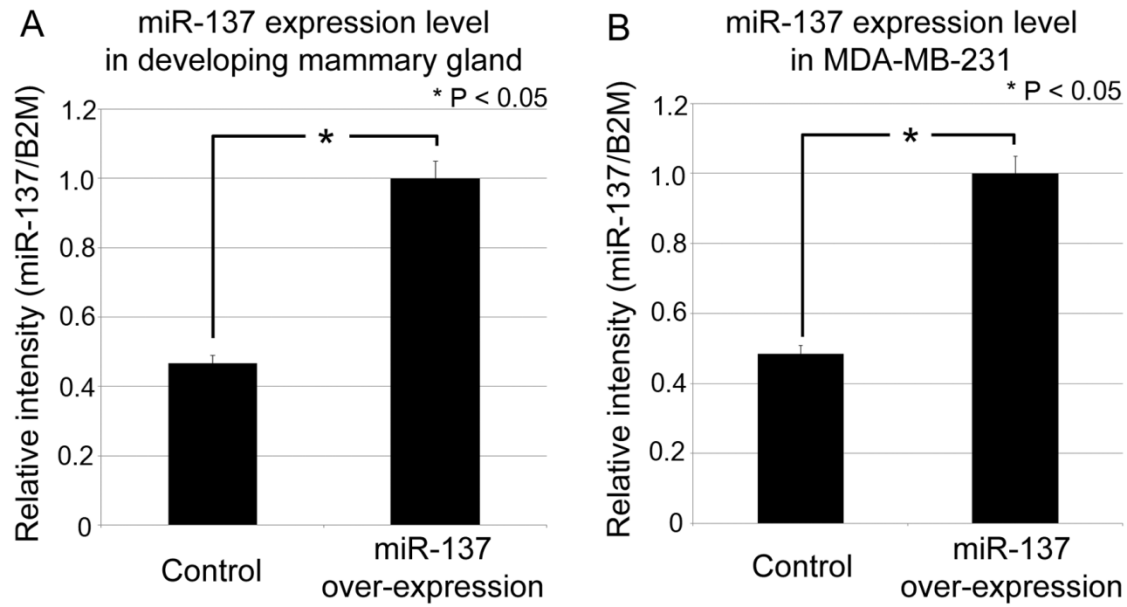 A
miR-137 expression level
in developing mammary gland
* P < 0.05
Relative intensity (miR-137/B2M)
1.2
1.0
0.8
0.6
0.4
0.2
0
*
Control
miR-137
over-expression
B
miR-137 expression level
in MDA-MB-231
* P < 0.05
Relative intensity (miR-137/B2M)
1.2
1.0
0.8
0.6
0.4
0.2
0
*
Control
miR-137
over-expression